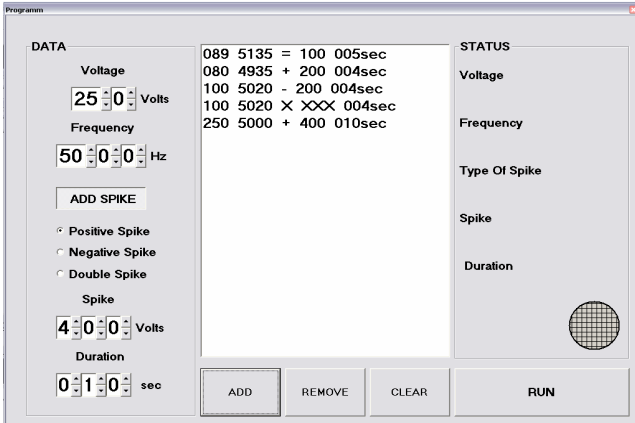 Programm
DATA
Voltage
25 0 Volts
Frequency
50 0 0 Hz
ADD SPIKE
Positive Spike
Negative Spike
Double Spike
Spike
4 0 0 Volts
Duration
0 1 0 sec
089 5135 = 100 005sec
080 4935 + 200 004sec
100 5020 - 200 004sec
100 5020 X XXX 004sec
250 5000 + 400 010sec
ADD
REMOVE
CLEAR
STATUS
Voltage
Frequency
Type Of Spike
Spike
Duration
RUN